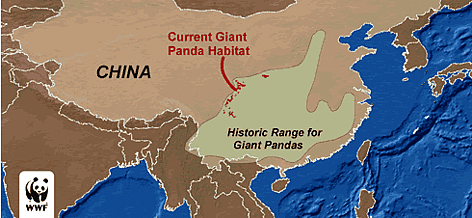 Current Giant
Panda Habitat
CHINA
Historic Range for
Giant Pandas
WWF